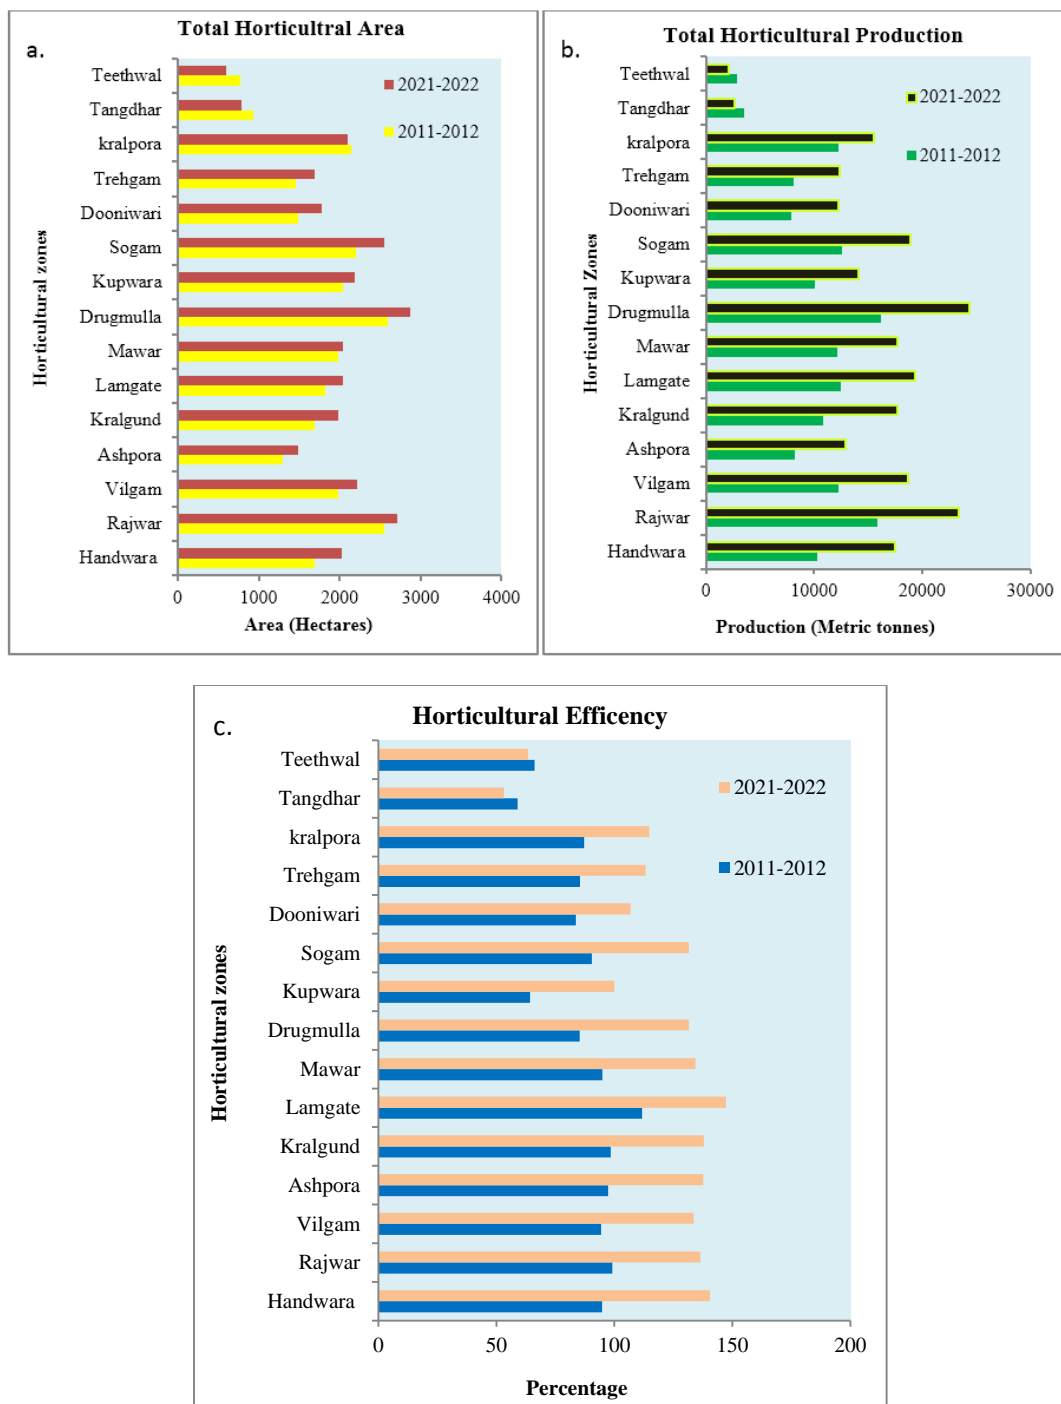 a.
Total Horticultral Area
Horticultural zones
Teethwal
Tangdhar
kralpora
Trehgam
Dooniwari
Sogam
Kupwara
Drugmulla
Mawar
Lamgate
Kralgund
Ashpora
Vilgam
Rajwar
Handwara
2021-2022
2011-2012
0 1000 2000 3000 4000
Area (Hectares)
b.
Total Horticultural Production
Horticultural Zones
Teethwal
Tangdhar
kralpora
Trehgam
Dooniwari
Sogam
Kupwara
Drugmulla
Mawar
Lamgate
Kralgund
Ashpora
Vilgam
Rajwar
Handwara
2021-2022
2011-2012
0 10000 20000 30000
Production (Metric tonnes)
c.
Horticultural Efficency
Horticultural zones
Teethwal
Tangdhar
kralpora
Trehgam
Dooniwari
Sogam
Kupwara
Drugmulla
Mawar
Lamgate
Kralgund
Ashpora
Vilgam
Rajwar
Handwara
2021-2022
2011-2012
0 50 100 150 200
Percentage